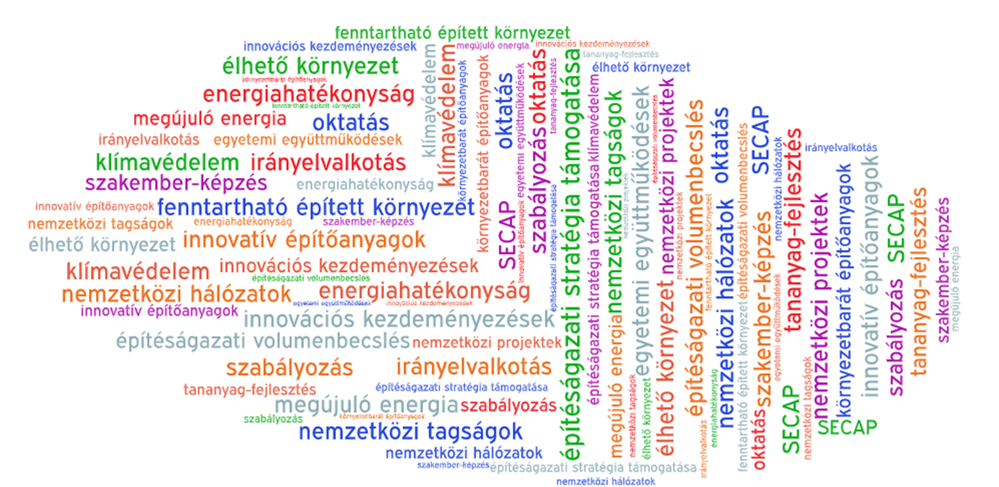 fenntartható épített környezet
innovációs kezdeményezések
megújuló energia
innovációs kezdeményezések
tananyag-fejlesztés
élhető környezet
élhető környezet
környezetbarát építőanyagok
energiahatékonyság
fenntartható épített környezet
megújuló energia
oktatás
irányelvalkotás
egyetemi együttműködések
klímavédelem
irányelvalkotás
szakember-képzés
energiahatékonyság
innovatív építőanyagok
fenntartható épített környezet
nemzetközi tagságok
energiahatékonyság
szakember-képzés
élhető környezet
innovatív építőanyagok
klímavédelem
innovációs kezdeményezések
építéságazati volumenbecslés
nemzetközi hálózatok
energiahatékonyság
egyetemi együttműködések
innovációs kezdeményezések
innovatív építőanyagok
innovációs kezdeményezések
építéságazati volumenbecslés
nemzetközi projektek
szabályozás
irányelvalkotás
tananyag-fejlesztés
építéságazati stratégia támogatása
megújuló energia
szabályozás
szabályozás
környezetbarát építőanyagok
nemzetközi tagságok
nemzetközi hálózatok
szakember-képzés
építéságazati stratégia támogatása
nemzetközi hálózatok
klímavédelem
klímavédelem
környezetbarát építőanyagok
környezetbarát építőanyagok
oktatás
SECAP
egyetemi együttműködések
innovatív építőanyagok
oktatás
szabályozás
tananyag-fejlesztés
építéságazati stratégia támogatása
építéságazati stratégia támogatása
klímavédelem
építéságazati stratégia támogatása
nemzetközi tagságok
megújuló energia
nemzetközi projektek
nemzetközi tagságok
egyetemi együttműködések
élhető környezet
építéságazati volumenbecslés
nemzetközi projektek
élhető környezet
nemzetközi projektek
építéságazati volumenbecslés
irányelvalkotás
fenntartható épített környezet
energiahatékonyság
oktatás
nemzetközi hálózatok
építéságazati volumenbecslés
fenntartható épített környezet
SECAP
szakember-képzés
oktatás
nemzetközi hálózatok
egyetemi együttműködések
tananyag-fejlesztés
SECAP
irányelvalkotás
nemzetközi tagságok
nemzetközi projektek
környezetbarát építőanyagok
SECAP
innovatív építőanyagok
SECAP
szabályozás
tananyag-fejlesztés
szakember-képzés
megújuló energia